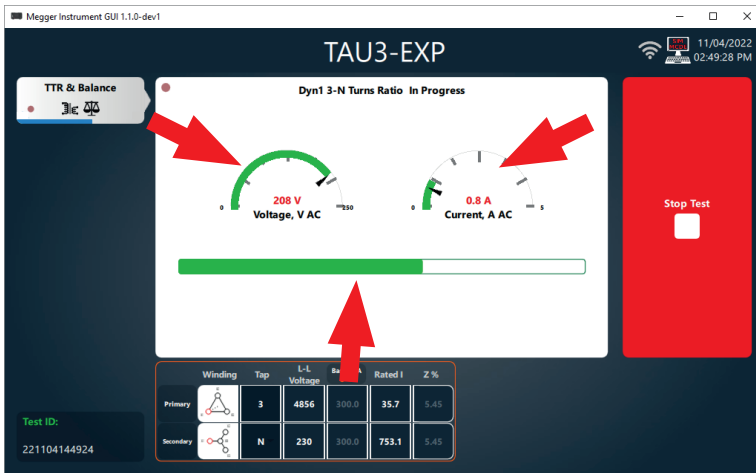 Megger Instrument GUI 1.1.0-dev1
TAU3-EXP
SIM
MODE
11/04/2022
02:49:28 PM
TTR & Balance
Dyn1 3-N Turns Ratio In Progress
0
208 V
250
Voltage, V AC
0
0.8 A
5
Current, A AC
Stop Test
Winding Tap L-L Voltage Rated I Z %
Primary 3 4856 300.0 35.7 5.45
Secondary N 230 300.0 753.1 5.45
Test ID:
221104144924